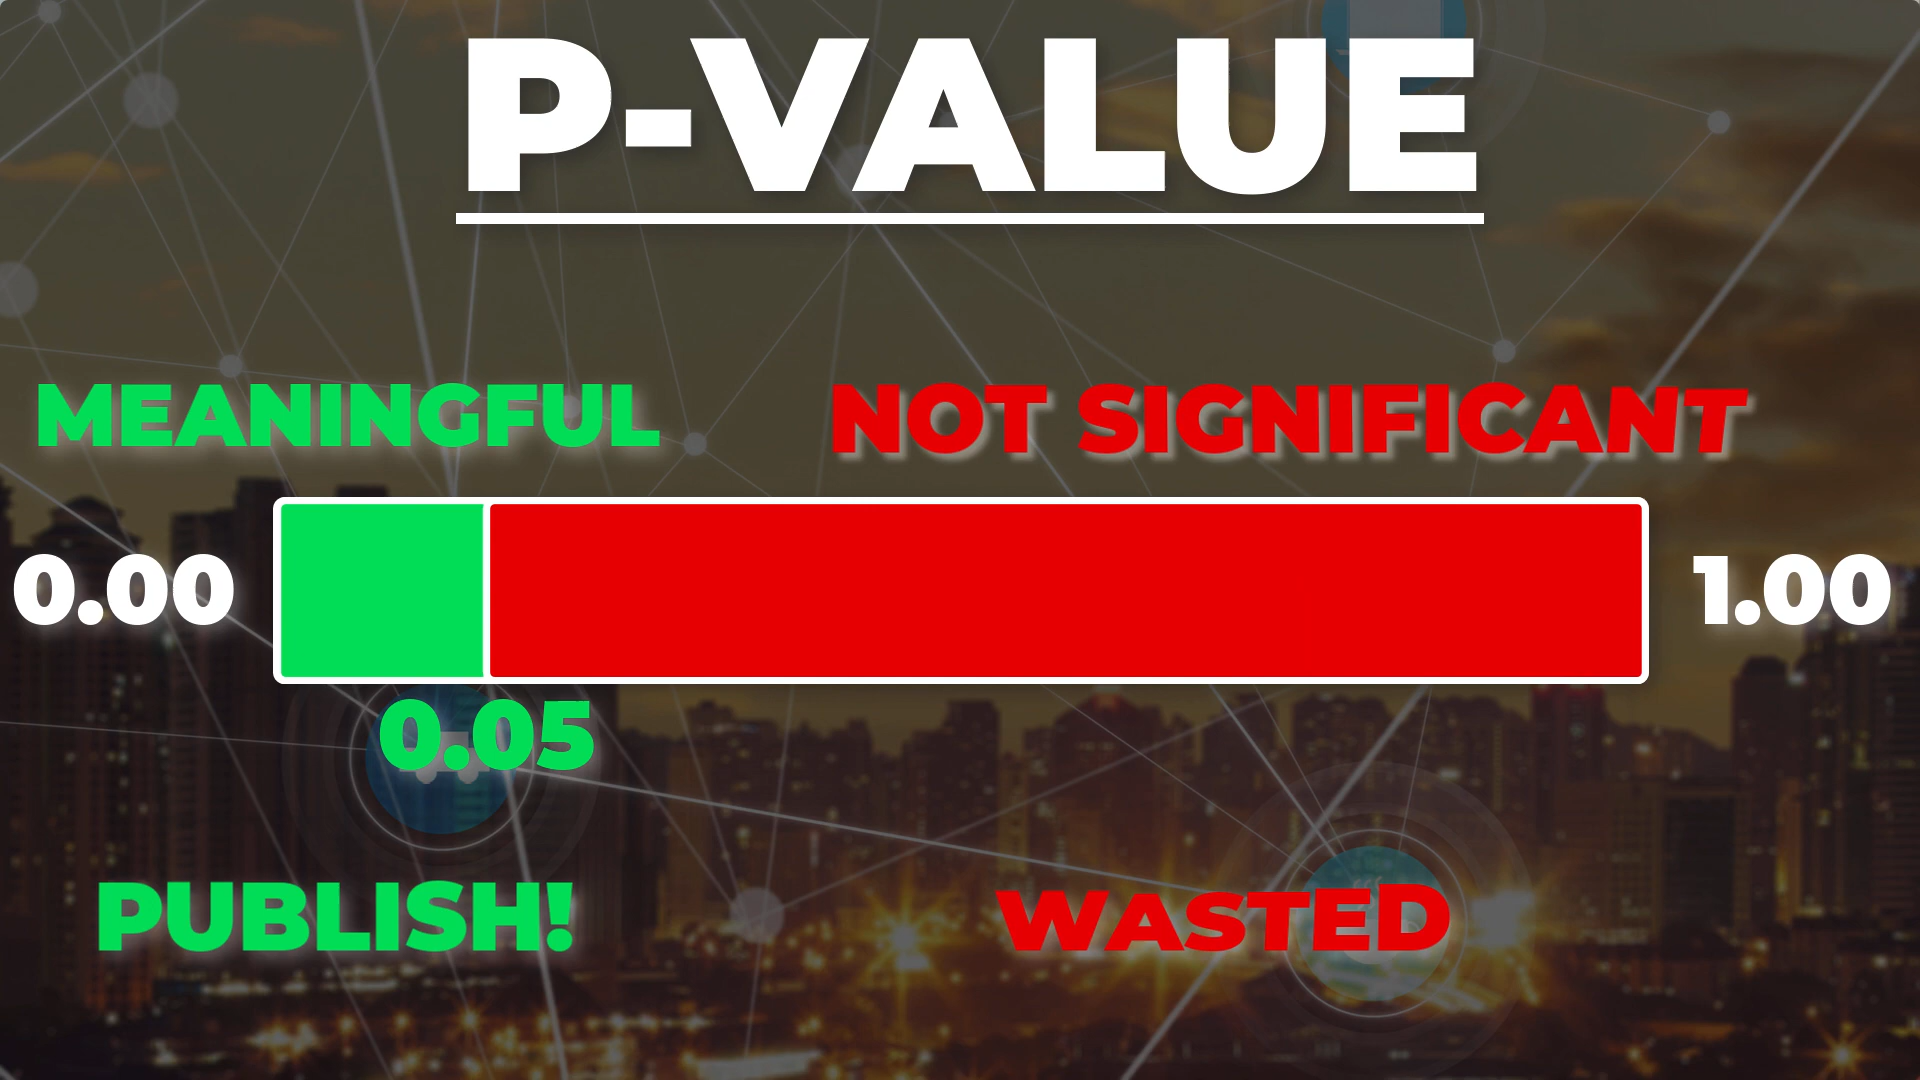 P-VALUE
MEANINGFUL NOT SIGNIFICANT
0.00 1.00
0.05
PUBLISH! WASTED